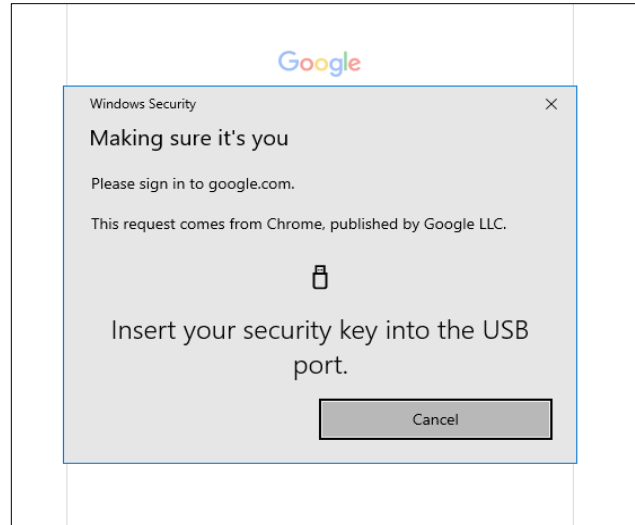 Google
Windows Security
Making sure it's you
Please sign in to google.com.
This request comes from Chrome, published by Google LLC.
Insert your security key into the USB
port.
Cancel